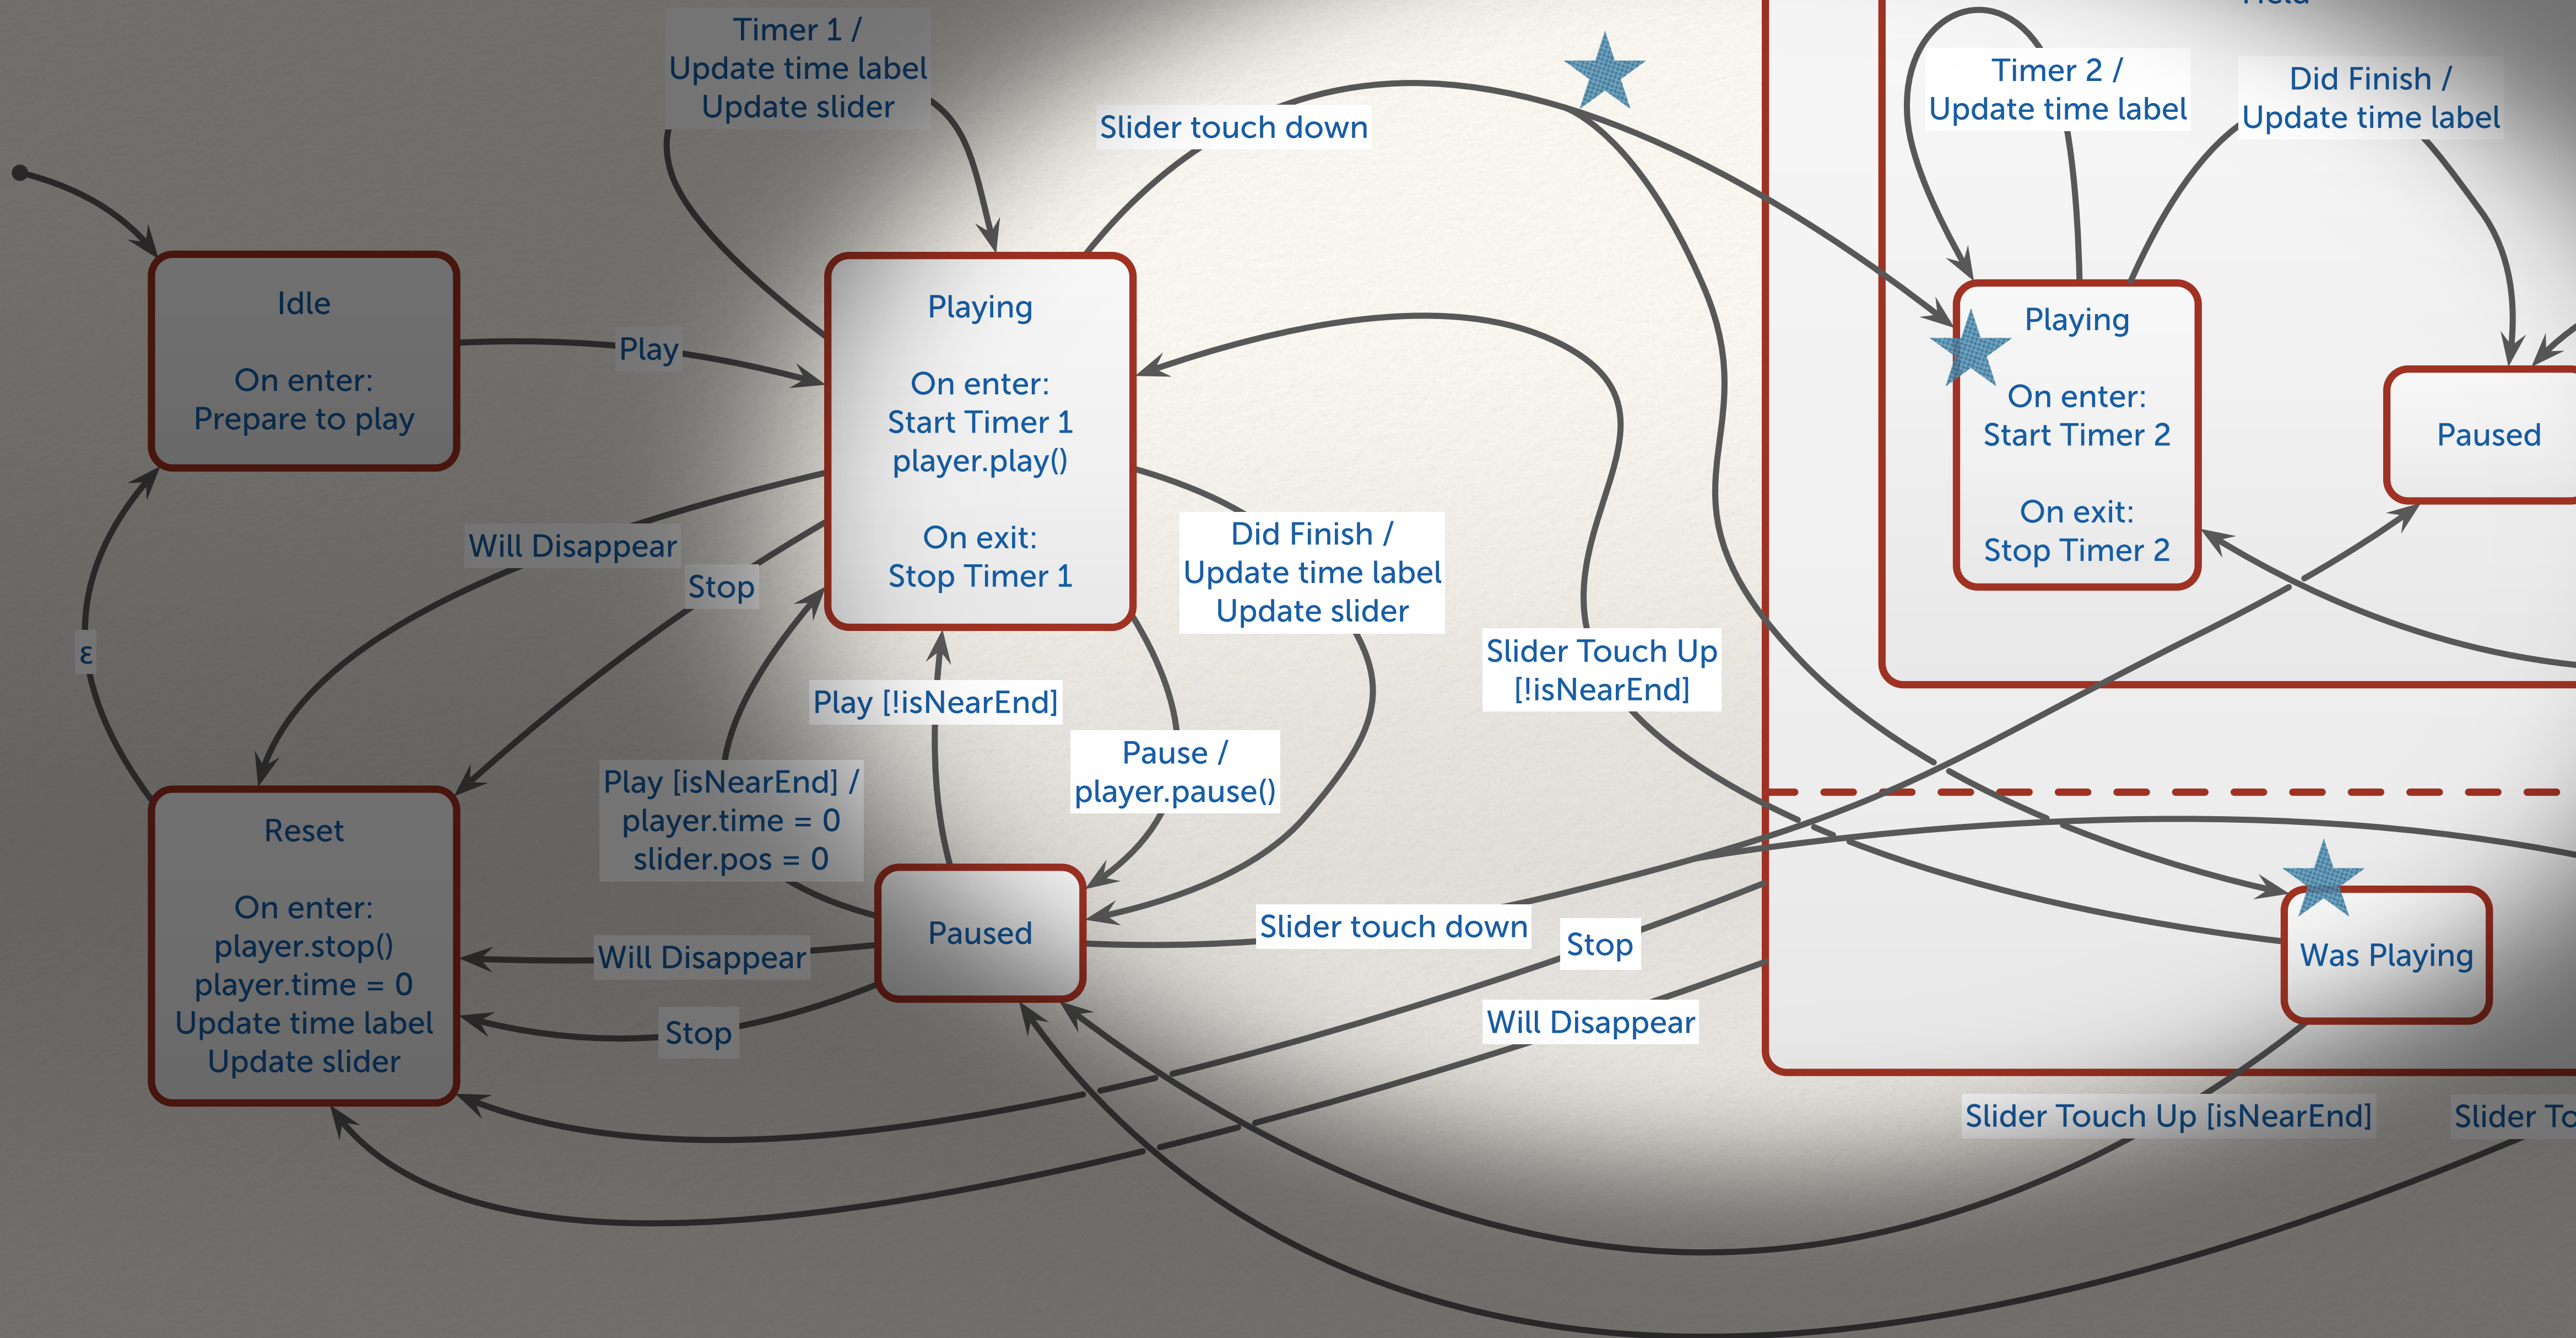 Timer 1 /
Update time label
Update slider
Slider touch down
Timer 2 /
Update time label
Did Finish /
Update time label
Idle
On enter:
Prepare to play
Play
Playing
On enter:
Start Timer 1
player.play()
On exit:
Stop Timer 1
Playing
On enter:
Start Timer 2
On exit:
Stop Timer 2
Paused
Will Disappear
Stop
Did Finish /
Update time label
Update slider
ε
Slider Touch Up
[!isNearEnd]
Play [!isNearEnd]
Pause /
player.pause()
Play [isNearEnd] /
player.time = 0
slider.pos = 0
Reset
On enter:
player.stop()
player.time = 0
Update time label
Update slider
Paused
Slider touch down
Stop
Will Disappear
Will Disappear
Stop
Was Playing
Slider Touch Up [isNearEnd]
Slider To